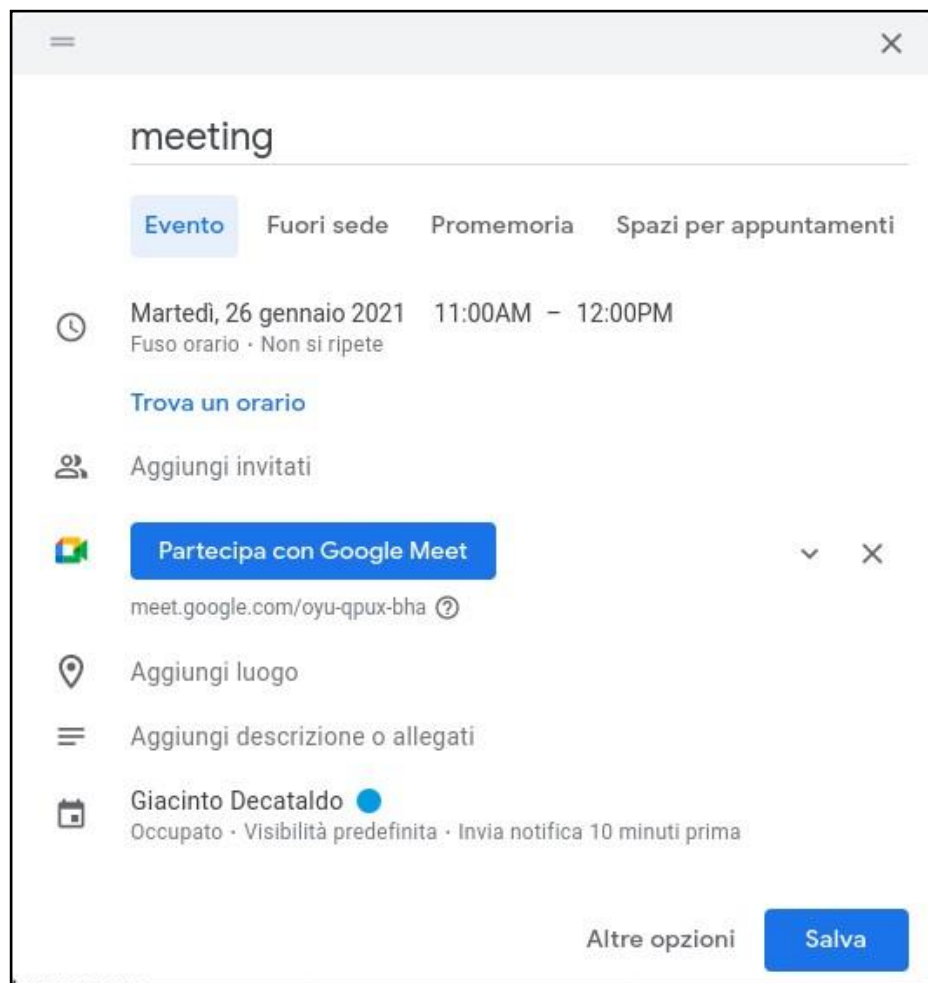 meeting
Evento Fuori sede Promemoria Spazi per appuntamenti
Martedì, 26 gennaio 2021 11:00AM – 12:00PM
Fuso orario · Non si ripete
Trova un orario
Aggiungi invitati
Partecipa con Google Meet
meet.google.com/oyu-qpux-bha
Aggiungi luogo
Aggiungi descrizione o allegati
Giacinto Decataldo
Occupato · Visibilità predefinita · Invia notifica 10 minuti prima
Altre opzioni Salva